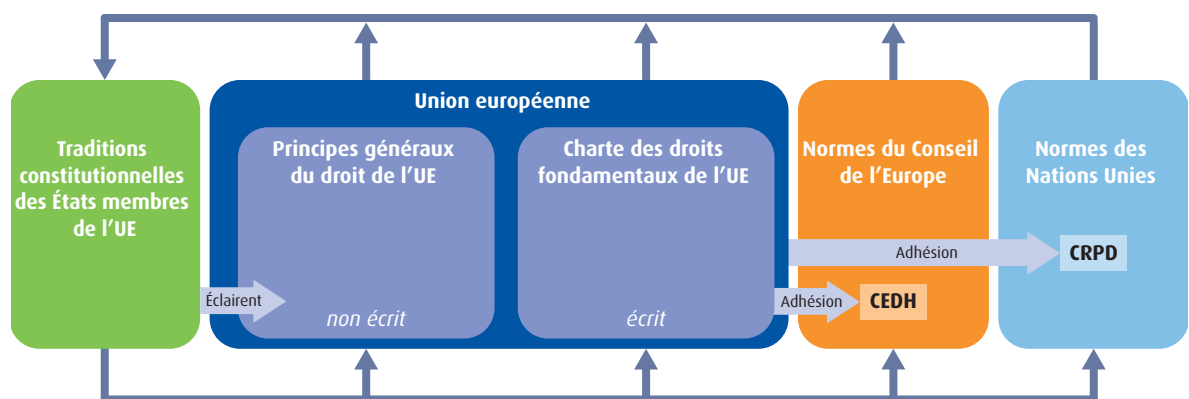 Union européenne
Traditions
constitutionnelles
des États membres
de l’UE
Éclairent
Principes généraux
du droit de l’UE
non écrit
Charte des droits
fondamentaux de l’UE
écrit
Normes du Conseil
de l’Europe
Adhésion
CEDH
Normes des
Nations Unies
Adhésion
CRPD